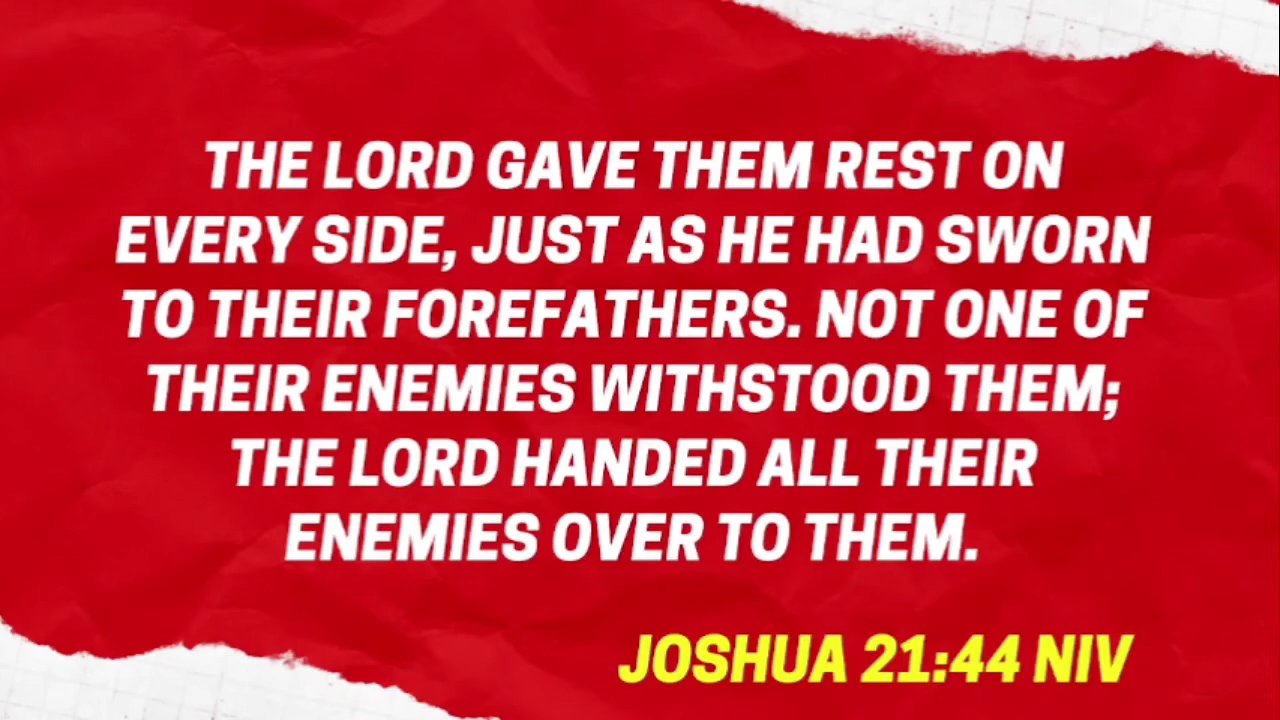 THE LORD GAVE THEM REST ON
EVERY SIDE, JUST AS HE HAD SWORN
TO THEIR FOREFATHERS. NOT ONE OF
THEIR ENEMIES WITHSTOOD THEM;
THE LORD HANDED ALL THEIR
ENEMIES OVER TO THEM.
JOSHUA 21:44 NIV